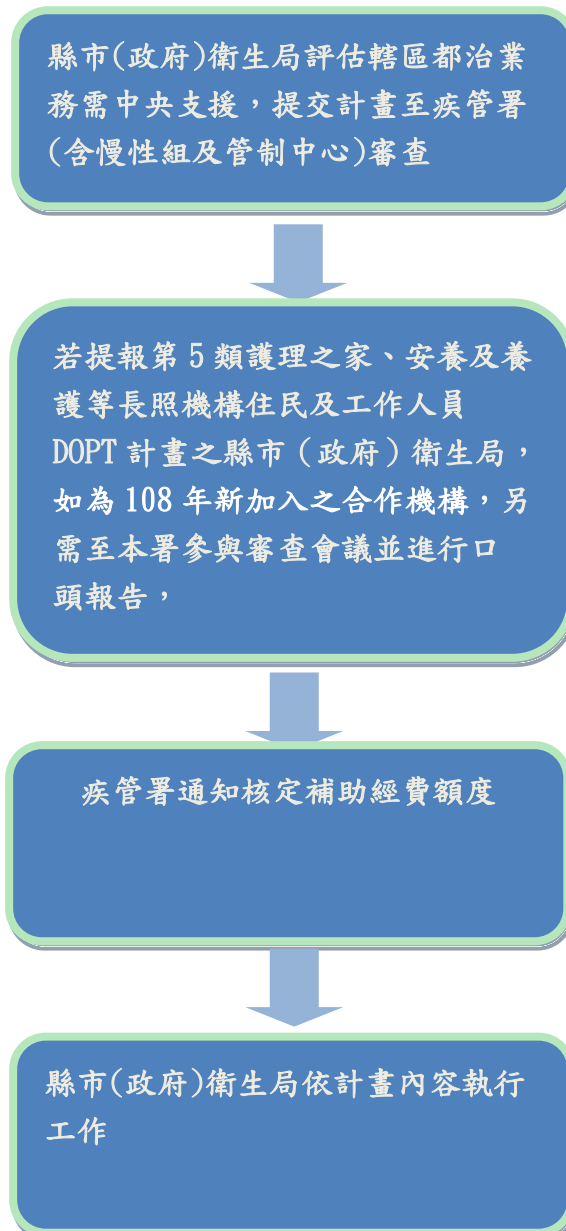 縣市(政府)衛生局評估轄區都治業
務需中央支援，提交計畫至疾管署
(含慢性組及管制中心)審查
若提報第 5 類護理之家、安養及養
護等長照機構住民及工作人員
DOPT 計畫之縣市（政府）衛生局，
如為 108 年新加入之合作機構，另
需至本署參與審查會議並進行口
頭報告，
疾管署通知核定補助經費額度
縣市(政府)衛生局依計畫內容執行
工作